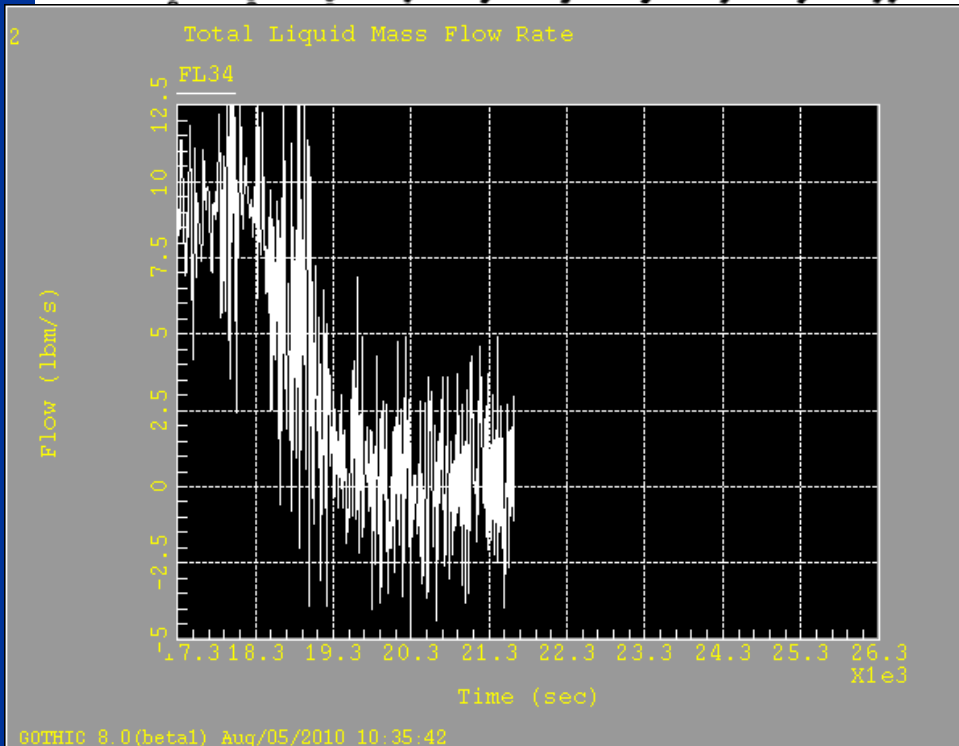 2
Total Liquid Mass Flow Rate
FL34
12.5
10
7.5
5
2.5
0
-2.5
-5
Flow (lbm/s)
17.3 18.3 19.3 20.3 21.3 22.3 23.3 24.3 25.3 26.3
X1e3
Time (sec)
GOTHIC 8.0(beta1) Aug/05/2010 10:35:42